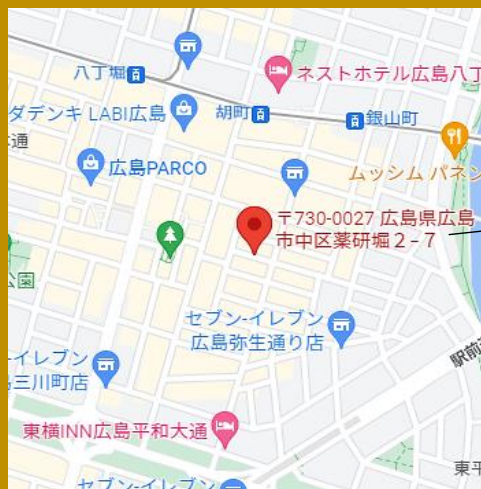 八丁堀
ネストホテル広島八丁
ダデンキ LABI広島
胡町
銀山町
通
広島PARCO
ムッシム パネン
〒730-0027 広島県広島
市中区薬研堀２−７
公園
セブン-イレブン
広島弥生通り店
-イレブン
三川町店
駅前
東横INN広島平和大通
東平
セブン-イレブン